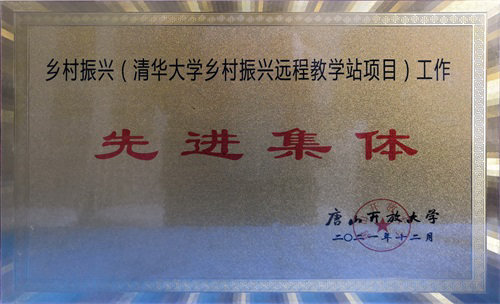 乡村振兴（清华大学乡村振兴远程教学站项目）工作
先进集体
唐山开放大学
二〇二一年十二月